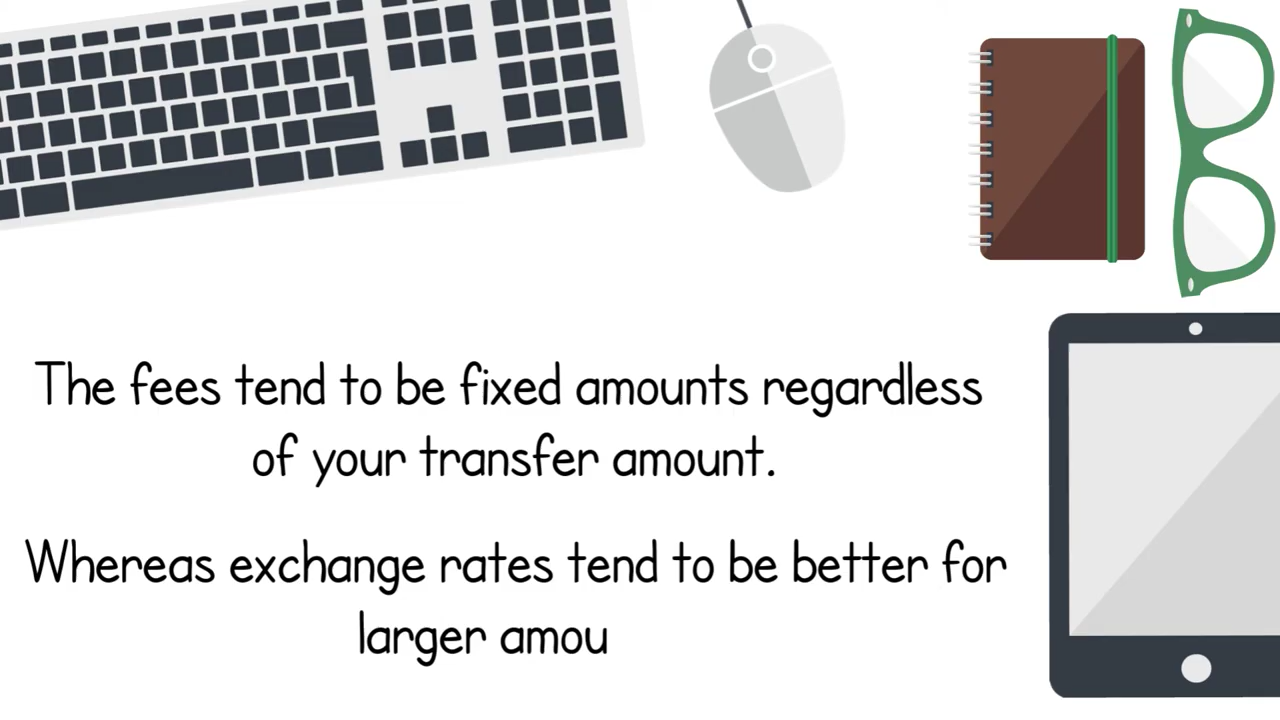 The fees tend to be fixed amounts regardless
of your transfer amount.
Whereas exchange rates tend to be better for
larger amou